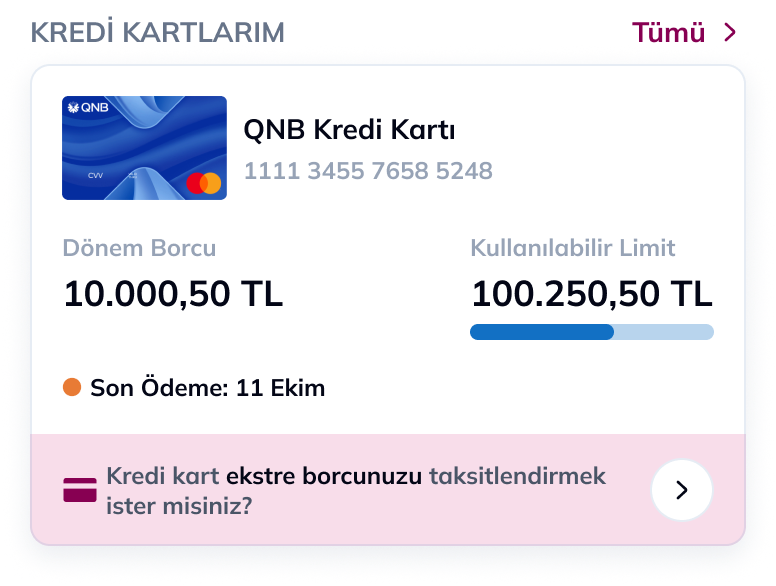 KREDİ KARTLARIM
Tümü
QNB
CVV
QNB Kredi Kartı
1111 3455 7658 5248
Dönem Borcu
Kullanılabilir Limit
10.000,50 TL
100.250,50 TL
Son Ödeme: 11 Ekim
Kredi kart ekstre borcunuzu taksitlendirmek
ister misiniz?